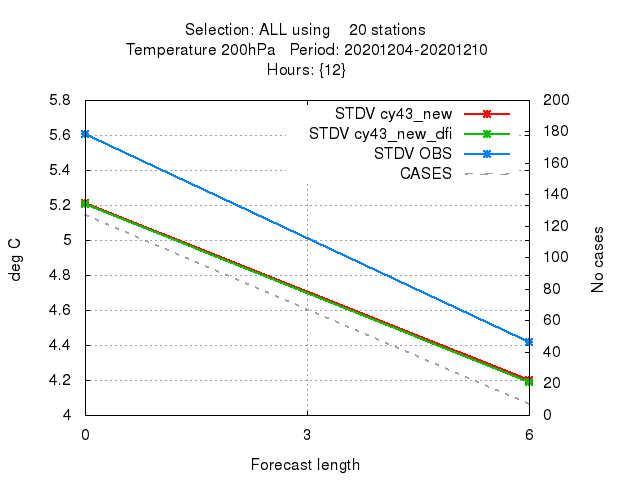 Selection: ALL using 20 stations
Temperature 200hPa Period: 20201204-20201210
Hours: {12}
STDV cy43_new
STDV cy43_new_dfi
STDV OBS
CASES
5.8
5.6
5.4
5.2
5
4.8
4.6
4.4
4.2
4
deg C
200
180
160
140
120
100
80
60
40
20
0
No cases
0 3 6
Forecast length